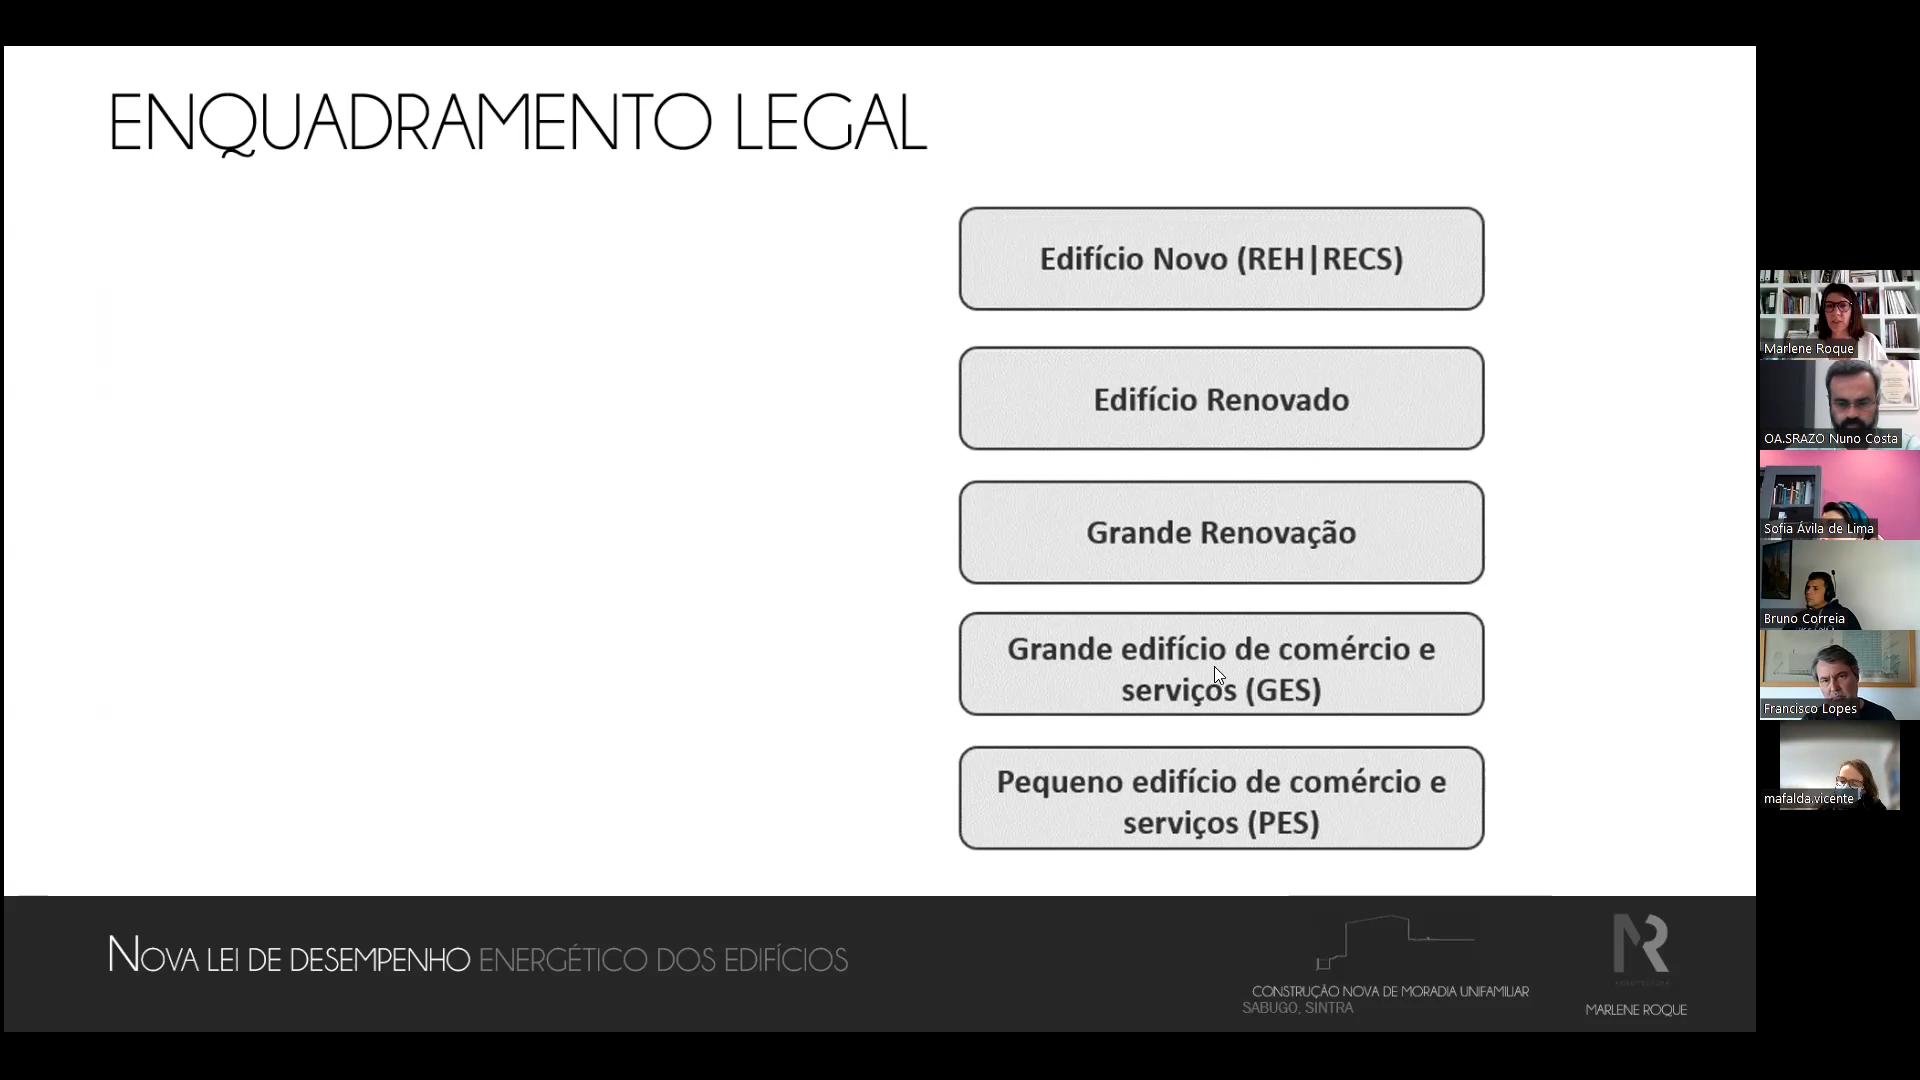 ENQUADRAMENTO LEGAL
Edifício Novo (REH|RECS)
Edifício Renovado
Grande Renovação
Grande edifício de comércio e
serviços (GES)
Pequeno edifício de comércio e
serviços (PES)
NOVA LEI DE DESEMPENHO ENERGÉTICO DOS EDIFÍCIOS
CONSTRUÇÃO NOVA DE MORADIA UNIFAMILIAR
SABUGO, SINTRA
MR
MARLENE ROQUE
Marlene Roque
OA.SRAZO Nuno Costa
Sofia Ávila de Lima
Bruno Correia
Francisco Lopes
mafalda.vicente